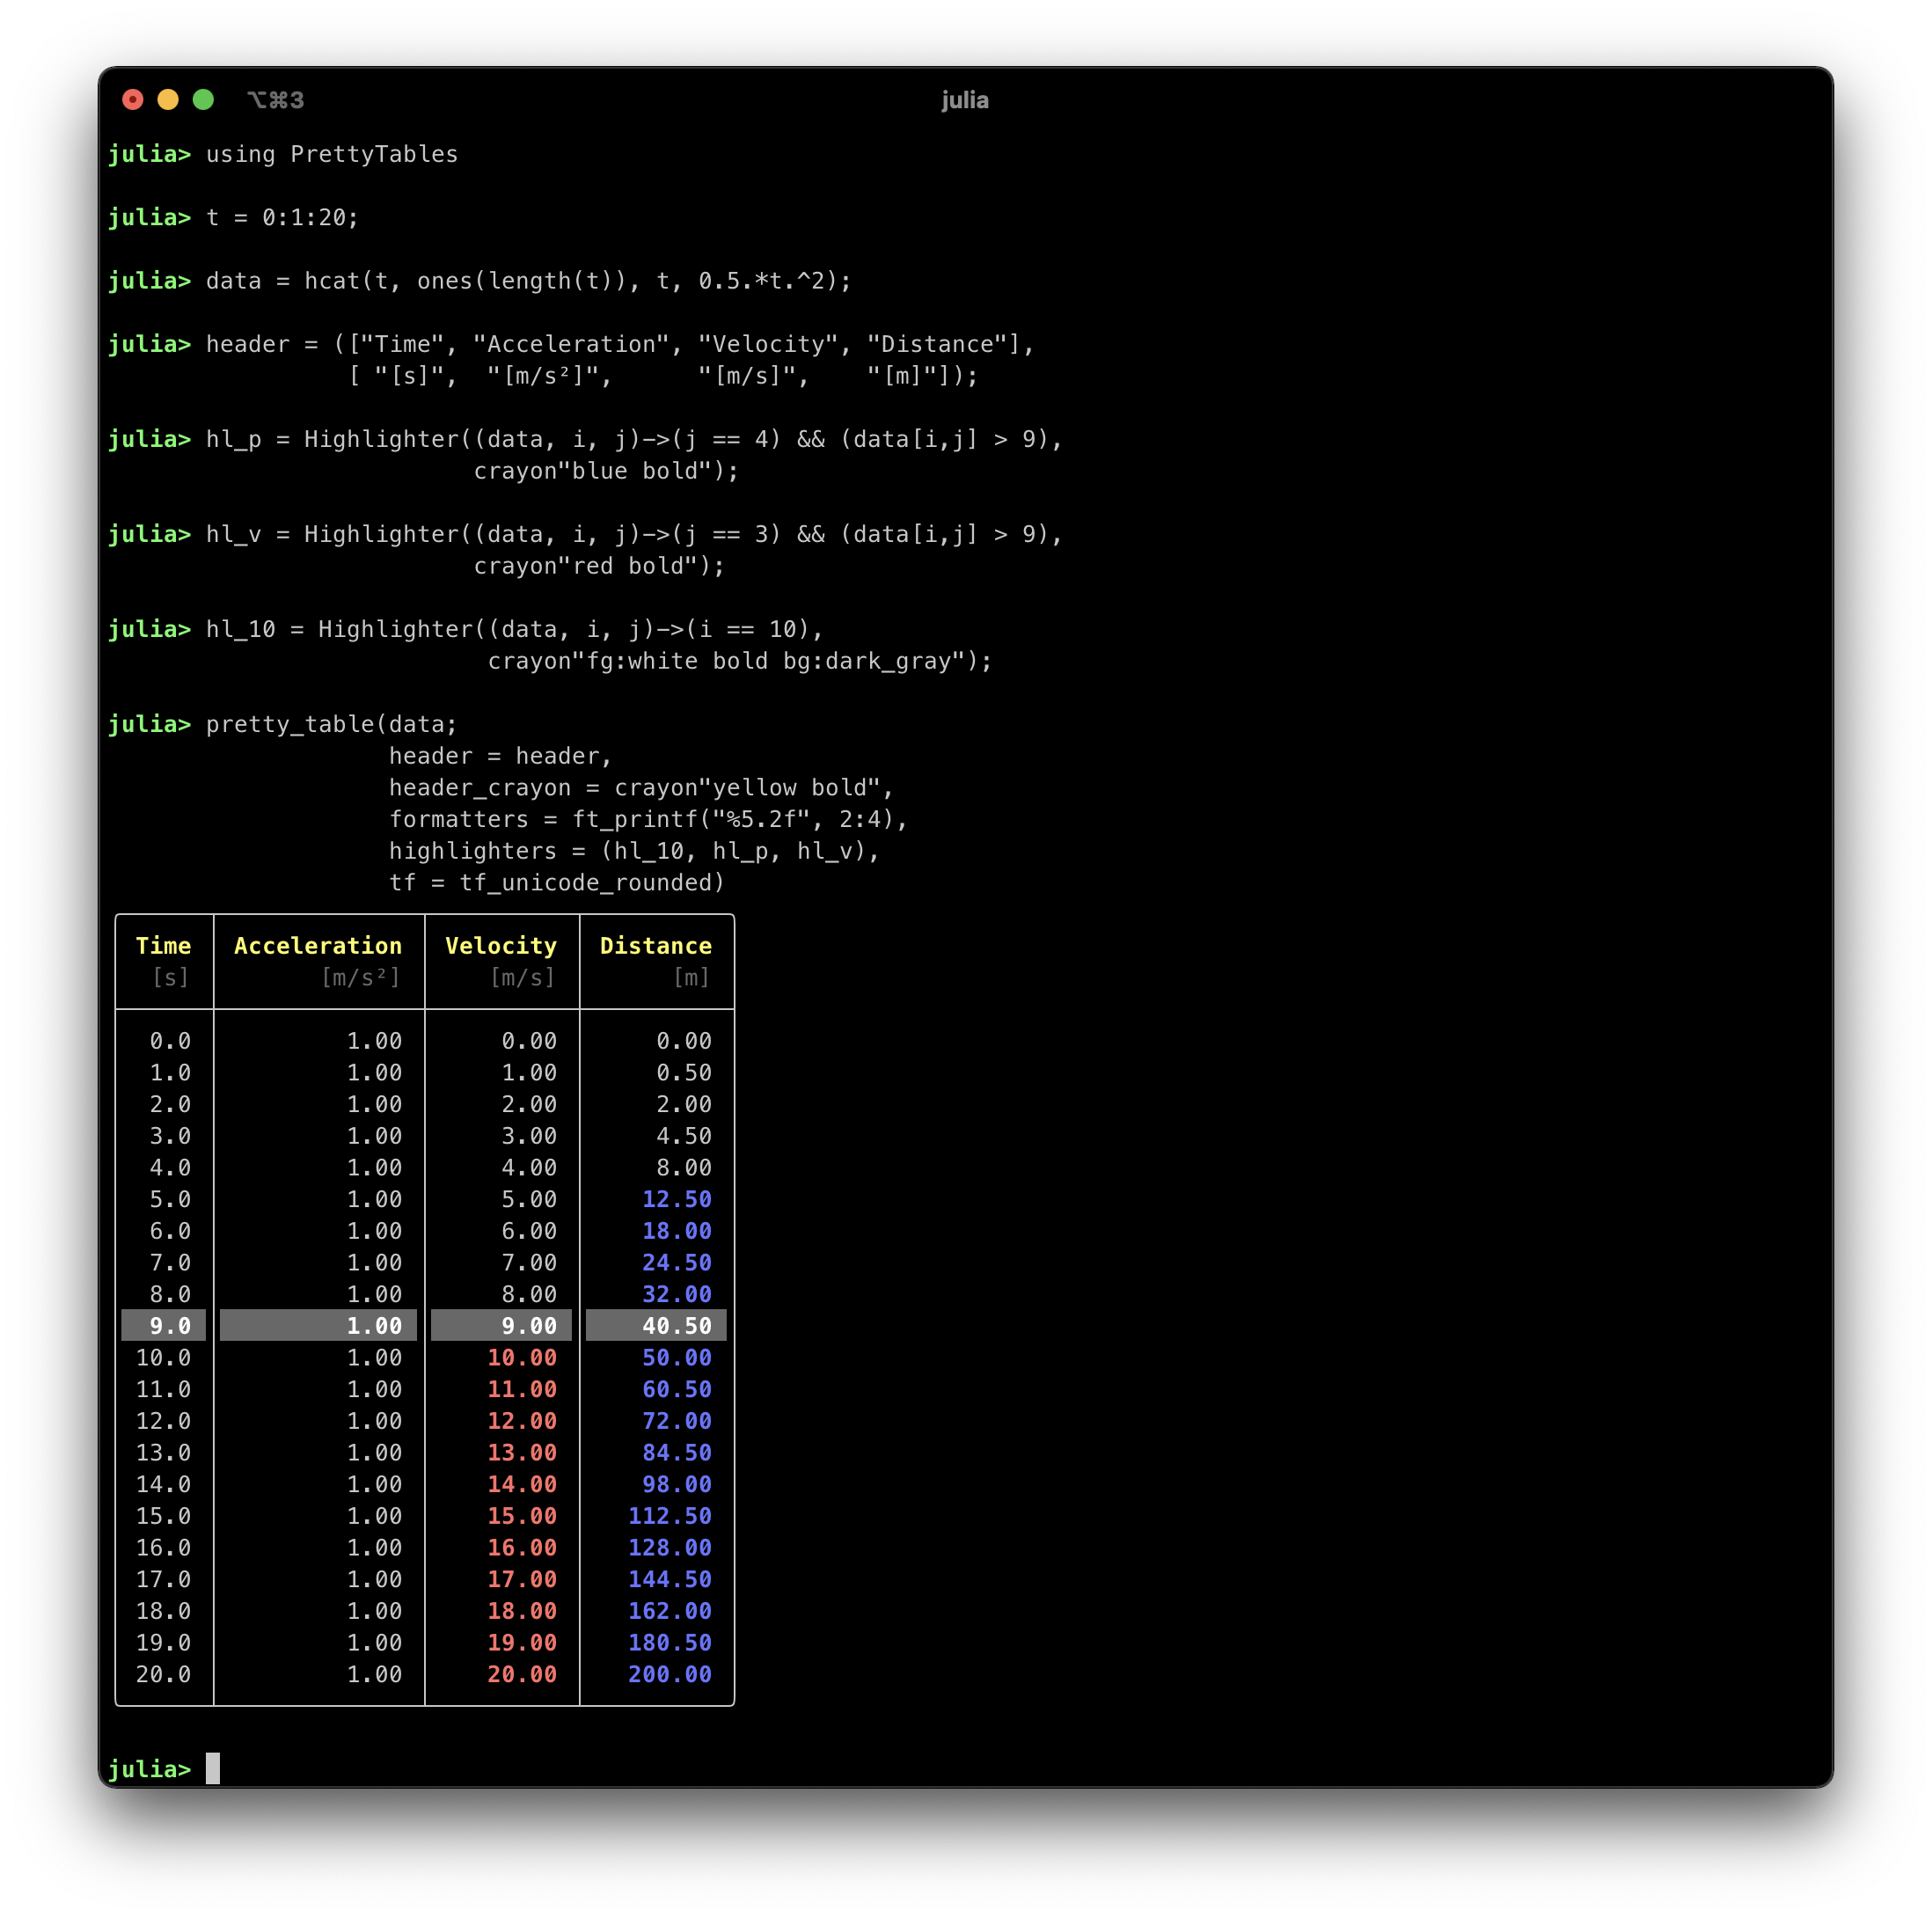 ⌥⌘3 julia
julia> using PrettyTables
julia> t = 0:1:20;
julia> data = hcat(t, ones(length(t)), t, 0.5.*t.^2);
julia> header = (["Time", "Acceleration", "Velocity", "Distance"],
                 [ "[s]",  "[m/s²]",      "[m/s]",    "[m]"]);
julia> hl_p = Highlighter((data, i, j)->(j == 4) && (data[i,j] > 9),
                          crayon"blue bold");
julia> hl_v = Highlighter((data, i, j)->(j == 3) && (data[i,j] > 9),
                          crayon"red bold");
julia> hl_10 = Highlighter((data, i, j)->(i == 10),
                           crayon"fg:white bold bg:dark_gray");
julia> pretty_table(data;
                    header = header,
                    header_crayon = crayon"yellow bold",
                    formatters = ft_printf("%5.2f", 2:4),
                    highlighters = (hl_10, hl_p, hl_v),
                    tf = tf_unicode_rounded)
Time Acceleration Velocity Distance
[s] [m/s²] [m/s] [m]
0.0 1.00 0.00 0.00
1.0 1.00 1.00 0.50
2.0 1.00 2.00 2.00
3.0 1.00 3.00 4.50
4.0 1.00 4.00 8.00
5.0 1.00 5.00 12.50
6.0 1.00 6.00 18.00
7.0 1.00 7.00 24.50
8.0 1.00 8.00 32.00
9.0 1.00 9.00 40.50
10.0 1.00 10.00 50.00
11.0 1.00 11.00 60.50
12.0 1.00 12.00 72.00
13.0 1.00 13.00 84.50
14.0 1.00 14.00 98.00
15.0 1.00 15.00 112.50
16.0 1.00 16.00 128.00
17.0 1.00 17.00 144.50
18.0 1.00 18.00 162.00
19.0 1.00 19.00 180.50
20.0 1.00 20.00 200.00
julia>